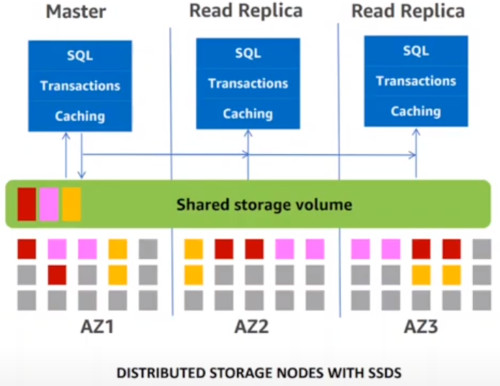 Master
Read Replica
Read Replica
SQL
Transactions
Caching
SQL
Transactions
Caching
SQL
Transactions
Caching
Shared storage volume
AZ1
AZ2
AZ3
DISTRIBUTED STORAGE NODES WITH SSDS